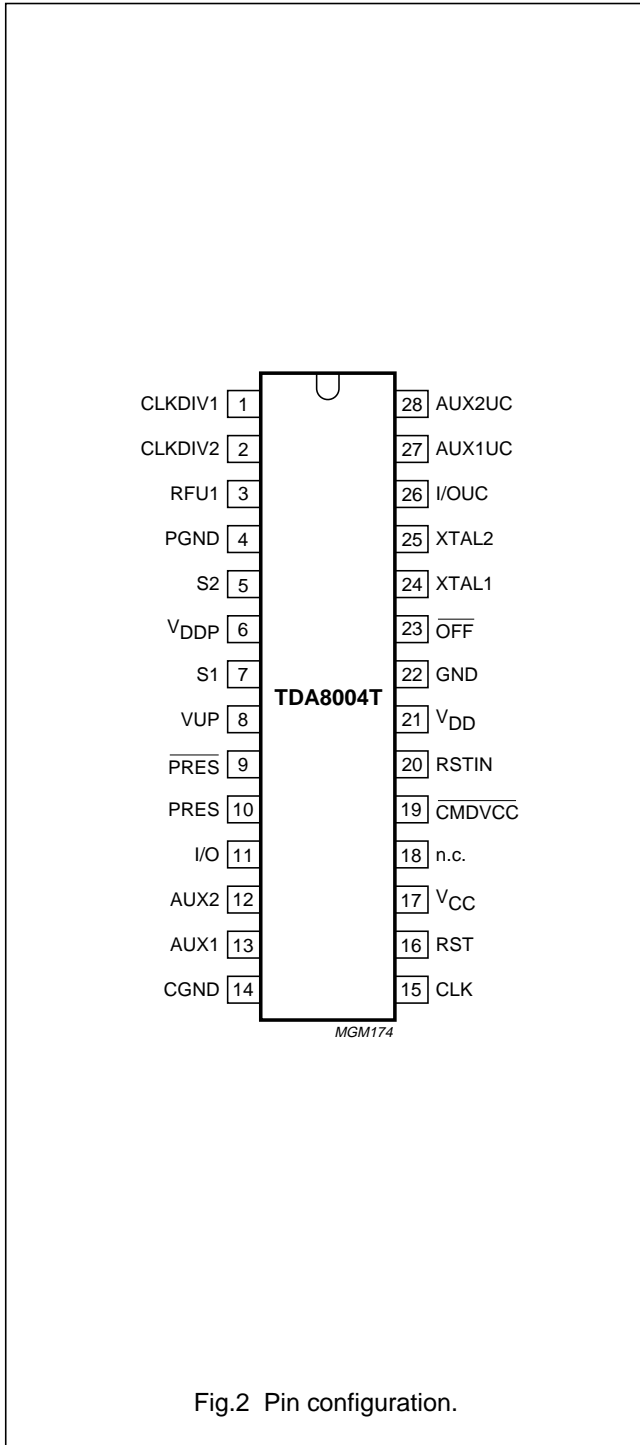 CLKDIV1 1 28 AUX2UC
CLKDIV2 2 27 AUX1UC
RFU1 3 26 I/OUC
PGND 4 25 XTAL2
S2 5 24 XTAL1
VDDP 6 23 O̅F̅F̅
S1 7 22 GND
TDA8004T
VUP 8 21 VDD
P̅R̅E̅S̅ 9 20 RSTIN
PRES 10 19 C̅M̅D̅V̅C̅C̅
I/O 11 18 n.c.
AUX2 12 17 VCC
AUX1 13 16 RST
CGND 14 15 CLK
MGM174
Fig.2 Pin configuration.